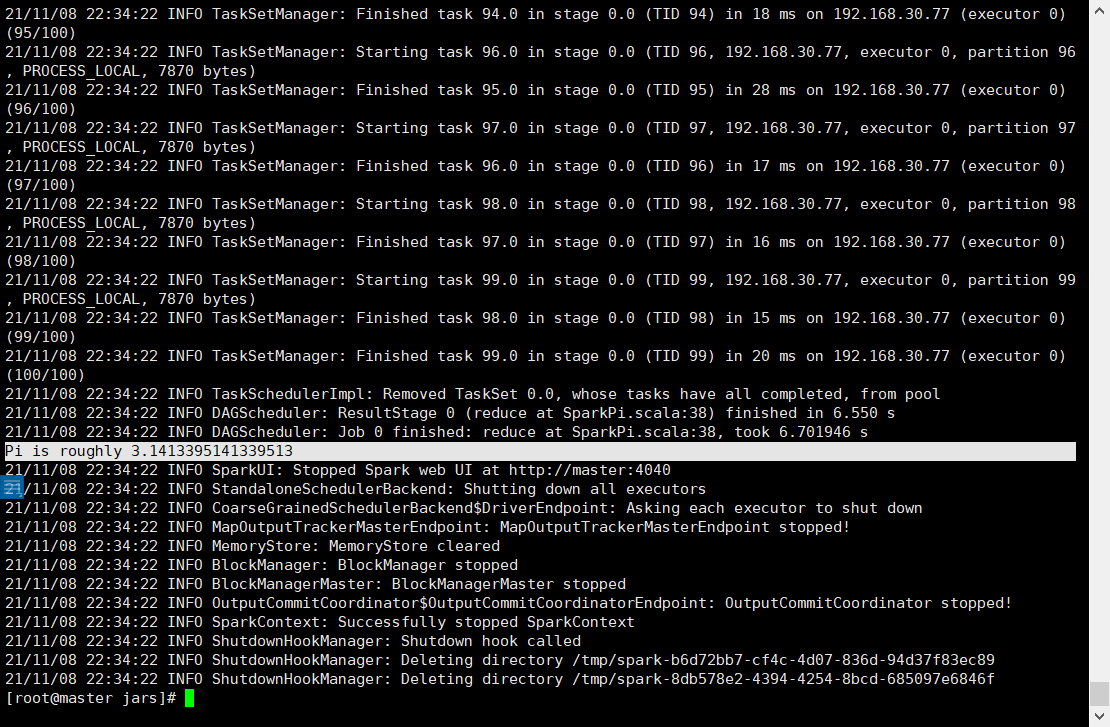 21/11/08 22:34:22 INFO TaskSetManager: Finished task 94.0 in stage 0.0 (TID 94) in 18 ms on 192.168.30.77 (executor 0)
(95/100)
21/11/08 22:34:22 INFO TaskSetManager: Starting task 96.0 in stage 0.0 (TID 96, 192.168.30.77, executor 0, partition 96
, PROCESS_LOCAL, 7870 bytes)
21/11/08 22:34:22 INFO TaskSetManager: Finished task 95.0 in stage 0.0 (TID 95) in 28 ms on 192.168.30.77 (executor 0)
(96/100)
21/11/08 22:34:22 INFO TaskSetManager: Starting task 97.0 in stage 0.0 (TID 97, 192.168.30.77, executor 0, partition 97
, PROCESS_LOCAL, 7870 bytes)
21/11/08 22:34:22 INFO TaskSetManager: Finished task 96.0 in stage 0.0 (TID 96) in 17 ms on 192.168.30.77 (executor 0)
(97/100)
21/11/08 22:34:22 INFO TaskSetManager: Starting task 98.0 in stage 0.0 (TID 98, 192.168.30.77, executor 0, partition 98
, PROCESS_LOCAL, 7870 bytes)
21/11/08 22:34:22 INFO TaskSetManager: Finished task 97.0 in stage 0.0 (TID 97) in 16 ms on 192.168.30.77 (executor 0)
(98/100)
21/11/08 22:34:22 INFO TaskSetManager: Starting task 99.0 in stage 0.0 (TID 99, 192.168.30.77, executor 0, partition 99
, PROCESS_LOCAL, 7870 bytes)
21/11/08 22:34:22 INFO TaskSetManager: Finished task 98.0 in stage 0.0 (TID 98) in 15 ms on 192.168.30.77 (executor 0)
(99/100)
21/11/08 22:34:22 INFO TaskSetManager: Finished task 99.0 in stage 0.0 (TID 99) in 20 ms on 192.168.30.77 (executor 0)
(100/100)
21/11/08 22:34:22 INFO TaskSchedulerImpl: Removed TaskSet 0.0, whose tasks have all completed, from pool
21/11/08 22:34:22 INFO DAGScheduler: ResultStage 0 (reduce at SparkPi.scala:38) finished in 6.550 s
21/11/08 22:34:22 INFO DAGScheduler: Job 0 finished: reduce at SparkPi.scala:38, took 6.701946 s
Pi is roughly 3.1413395141339513
21/11/08 22:34:22 INFO SparkUI: Stopped Spark web UI at http://master:4040
21/11/08 22:34:22 INFO StandaloneSchedulerBackend: Shutting down all executors
21/11/08 22:34:22 INFO CoarseGrainedSchedulerBackend$DriverEndpoint: Asking each executor to shut down
21/11/08 22:34:22 INFO MapOutputTrackerMasterEndpoint: MapOutputTrackerMasterEndpoint stopped!
21/11/08 22:34:22 INFO MemoryStore: MemoryStore cleared
21/11/08 22:34:22 INFO BlockManager: BlockManager stopped
21/11/08 22:34:22 INFO BlockManagerMaster: BlockManagerMaster stopped
21/11/08 22:34:22 INFO OutputCommitCoordinator$OutputCommitCoordinatorEndpoint: OutputCommitCoordinator stopped!
21/11/08 22:34:22 INFO SparkContext: Successfully stopped SparkContext
21/11/08 22:34:22 INFO ShutdownHookManager: Shutdown hook called
21/11/08 22:34:22 INFO ShutdownHookManager: Deleting directory /tmp/spark-b6d72bb7-cf4c-4d07-836d-94d37f83ec89
21/11/08 22:34:22 INFO ShutdownHookManager: Deleting directory /tmp/spark-8db578e2-4394-4254-8bcd-685097e6846f
[root@master jars]#